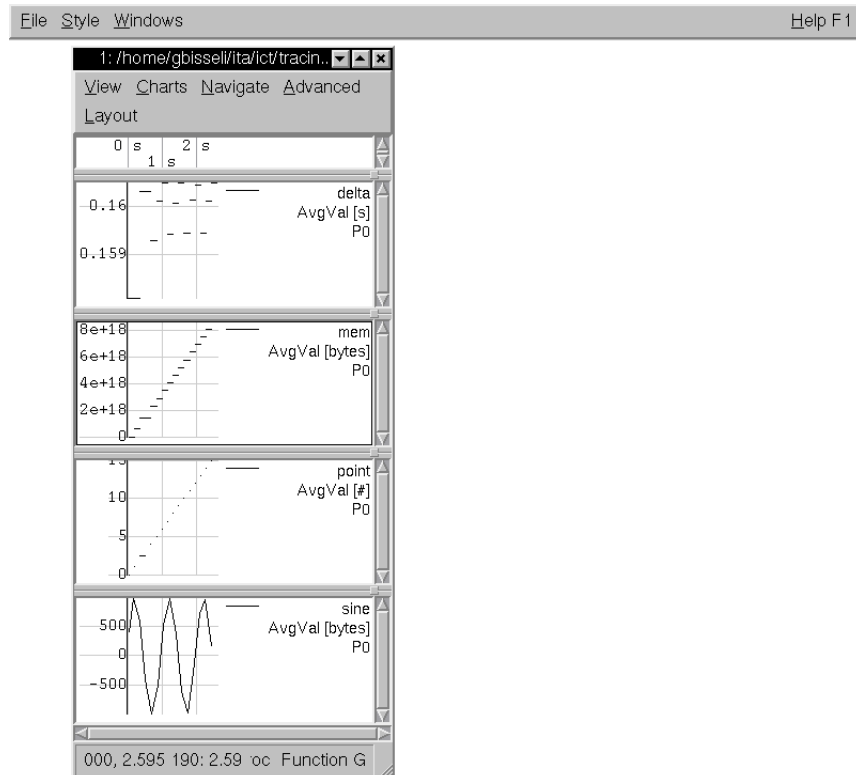 File Style Windows Help F1
1: /home/gbisseli/ita/ict/tracin..
View Charts Navigate Advanced
Layout
0 s 2 s
1 s
delta
0.16
AvgVal [s]
P0
0.159
8e+18
mem
6e+18
AvgVal [bytes]
P0
4e+18
2e+18
0
15
point
10
AvgVal [#]
P0
5
0
sine
500
AvgVal [bytes]
P0
0
-500
000, 2.595 190: 2.59 oc Function G